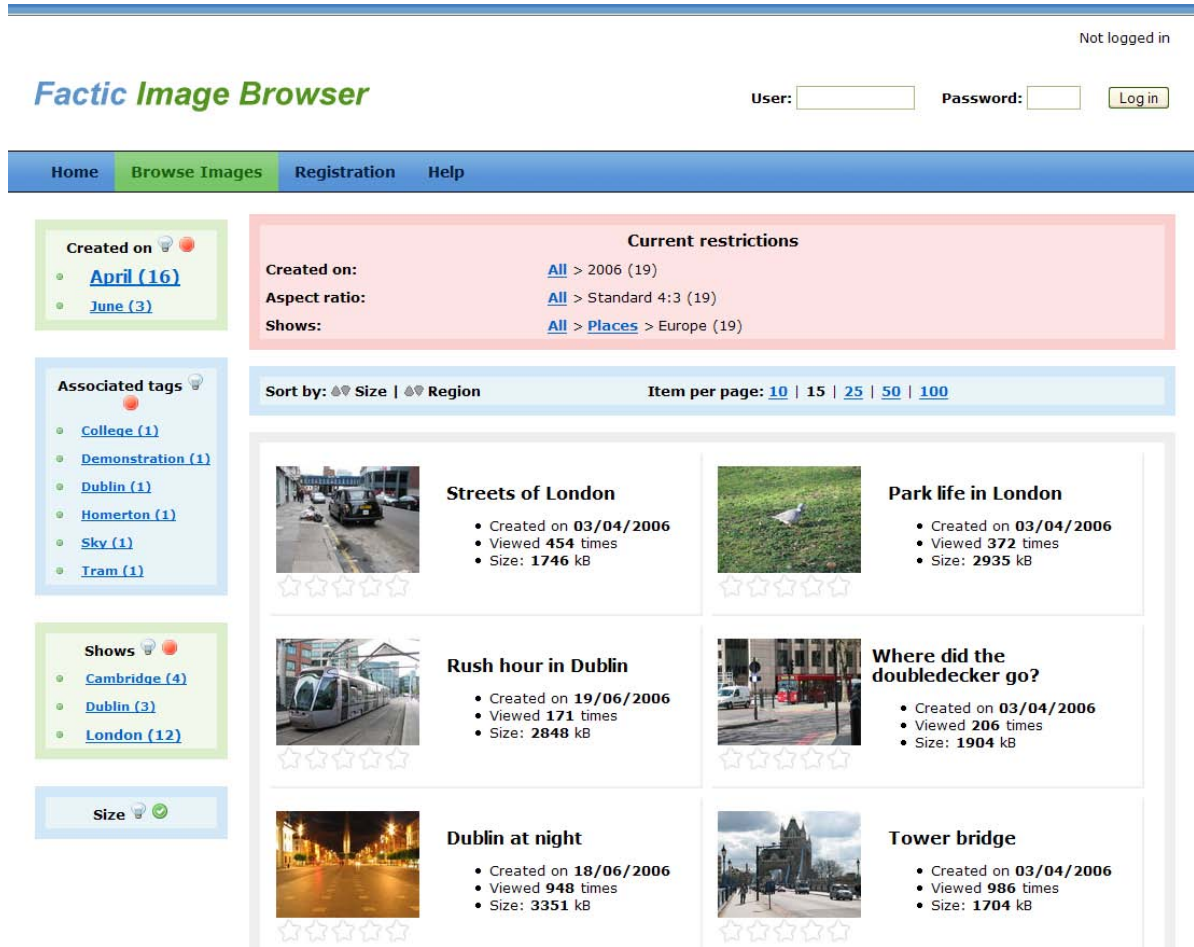 Not logged in
Factic Image Browser
User: Password: Log in
Home Browse Images Registration Help
Created on
April (16)
June (3)
Associated tags
College (1)
Demonstration (1)
Dublin (1)
Homerton (1)
Sky (1)
Tram (1)
Shows
Cambridge (4)
Dublin (3)
London (12)
Size
Current restrictions
Created on: All > 2006 (19)
Aspect ratio: All > Standard 4:3 (19)
Shows: All > Places > Europe (19)
Sort by: Size | Region Item per page: 10 | 15 | 25 | 50 | 100
Streets of London
• Created on 03/04/2006
• Viewed 454 times
• Size: 1746 kB
Park life in London
• Created on 03/04/2006
• Viewed 372 times
• Size: 2935 kB
Rush hour in Dublin
• Created on 19/06/2006
• Viewed 171 times
• Size: 2848 kB
Where did the
doubledecker go?
• Created on 03/04/2006
• Viewed 206 times
• Size: 1904 kB
Dublin at night
• Created on 18/06/2006
• Viewed 948 times
• Size: 3351 kB
Tower bridge
• Created on 03/04/2006
• Viewed 986 times
• Size: 1704 kB